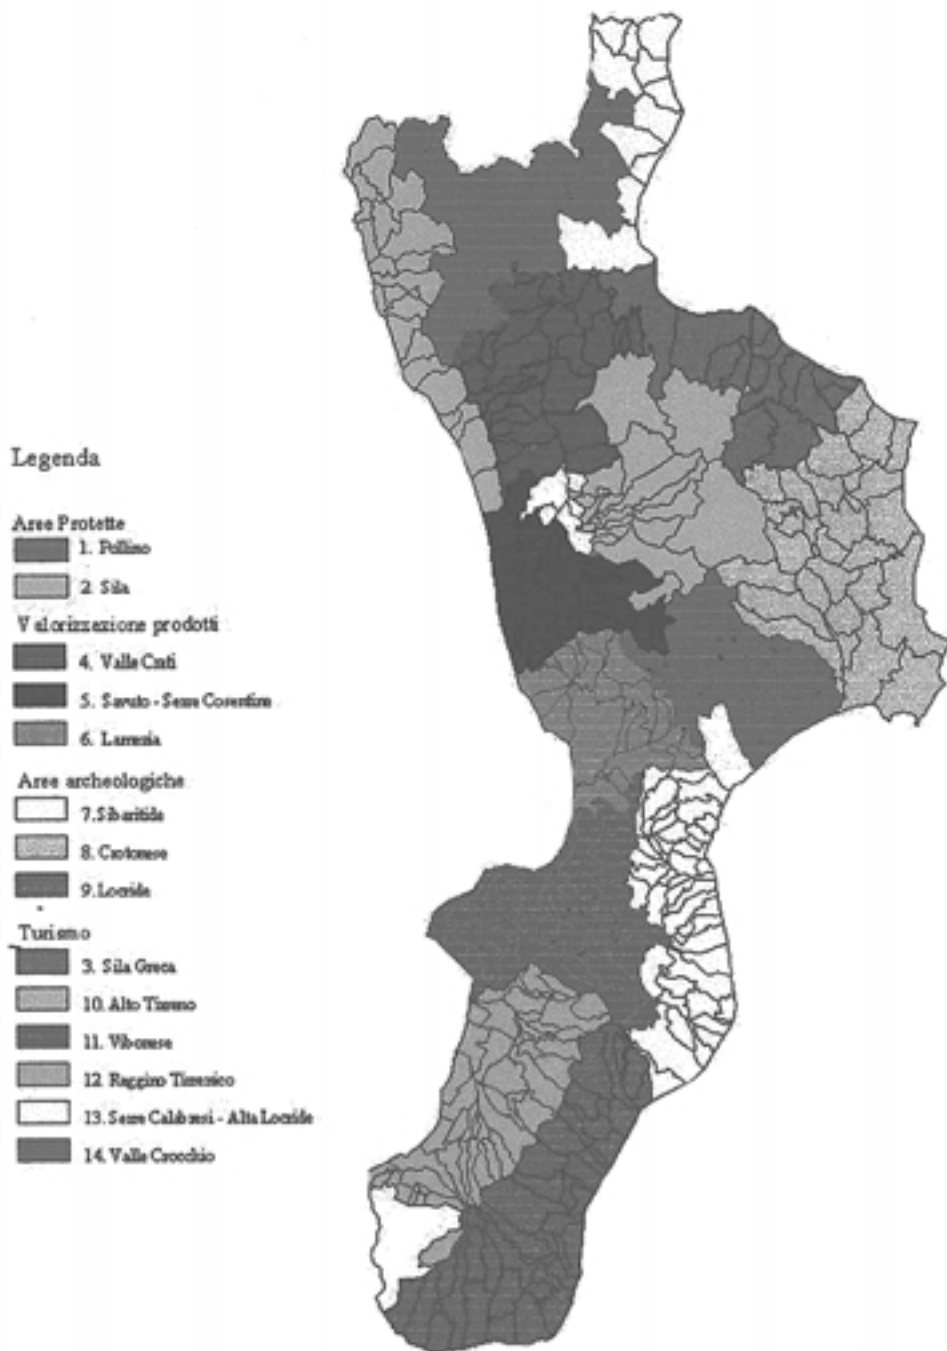 Legenda
Aree Protette
1. Pollino
2. Sila
Valorizzazione prodotti
4. Valle Crati
5. Savuto - Serre Cosentine
6. Lamezia
Aree archeologiche
7. Sibaritide
8. Crotonese
9. Locride
Turismo
3. Sila Greca
10. Alto Tirreno
11. Vibonese
12. Reggino Tirrenico
13. Serre Calabresi - Alta Locride
14. Valle Crocchio